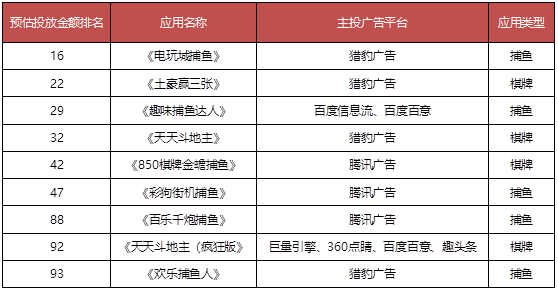 预估投放金额排名 应用名称 主投广告平台 应用类型
16 《电玩城捕鱼》 猎豹广告 捕鱼
22 《土豪赢三张》 猎豹广告 棋牌
29 《趣味捕鱼达人》 百度信息流、百度百意 捕鱼
32 《天天斗地主》 猎豹广告 棋牌
42 《850棋牌金蟾捕鱼》 腾讯广告 棋牌
47 《彩狗街机捕鱼》 腾讯广告 捕鱼
88 《百乐千炮捕鱼》 腾讯广告 捕鱼
92 《天天斗地主（疯狂版》 巨量引擎、360点睛、百度百意、趣头条 棋牌
93 《欢乐捕鱼人》 猎豹广告 捕鱼